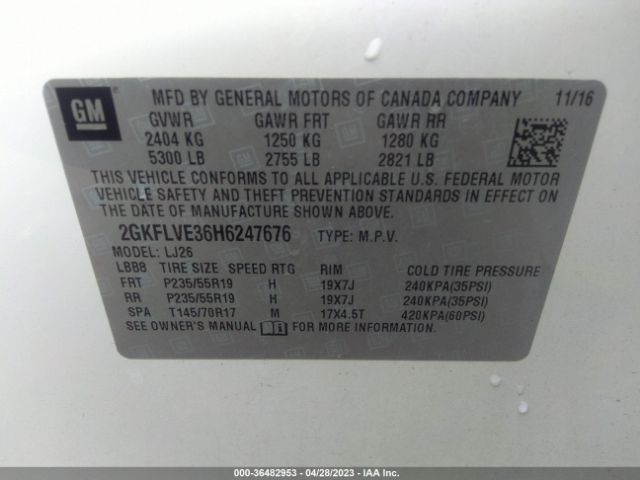 GM
MFD BY GENERAL MOTORS OF CANADA COMPANY 11/16
GVWR GAWR FRT GAWR RR
2404 KG 1250 KG 1280 KG
5300 LB 2755 LB 2821 LB
THIS VEHICLE CONFORMS TO ALL APPLICABLE U.S. FEDERAL MOTOR
VEHICLE SAFETY AND THEFT PREVENTION STANDARDS IN EFFECT ON
THE DATE OF MANUFACTURE SHOWN ABOVE.
2GKFLVE36H6247676 TYPE: M.P.V.
MODEL: LJ26
L8B8 TIRE SIZE SPEED RTG RIM COLD TIRE PRESSURE
FRT P235/55R19 H 19X7J 240KPA(35PSI)
RR P235/55R19 H 19X7J 240KPA(35PSI)
SPA T145/70R17 M 17X4.5T 420KPA(60PSI)
SEE OWNER'S MANUAL FOR MORE INFORMATION.
000-36482953 - 04/28/2023 - IAAI.com